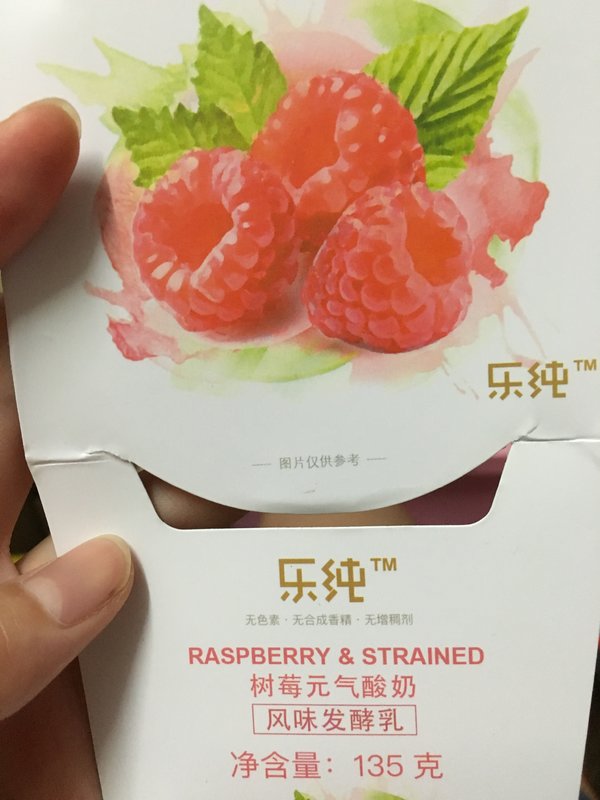 乐纯™
图片仅供参考
乐纯™
无色素·无合成香精·无增稠剂
RASPBERRY & STRAINED
树莓元气酸奶
风味发酵乳
净含量：135 克